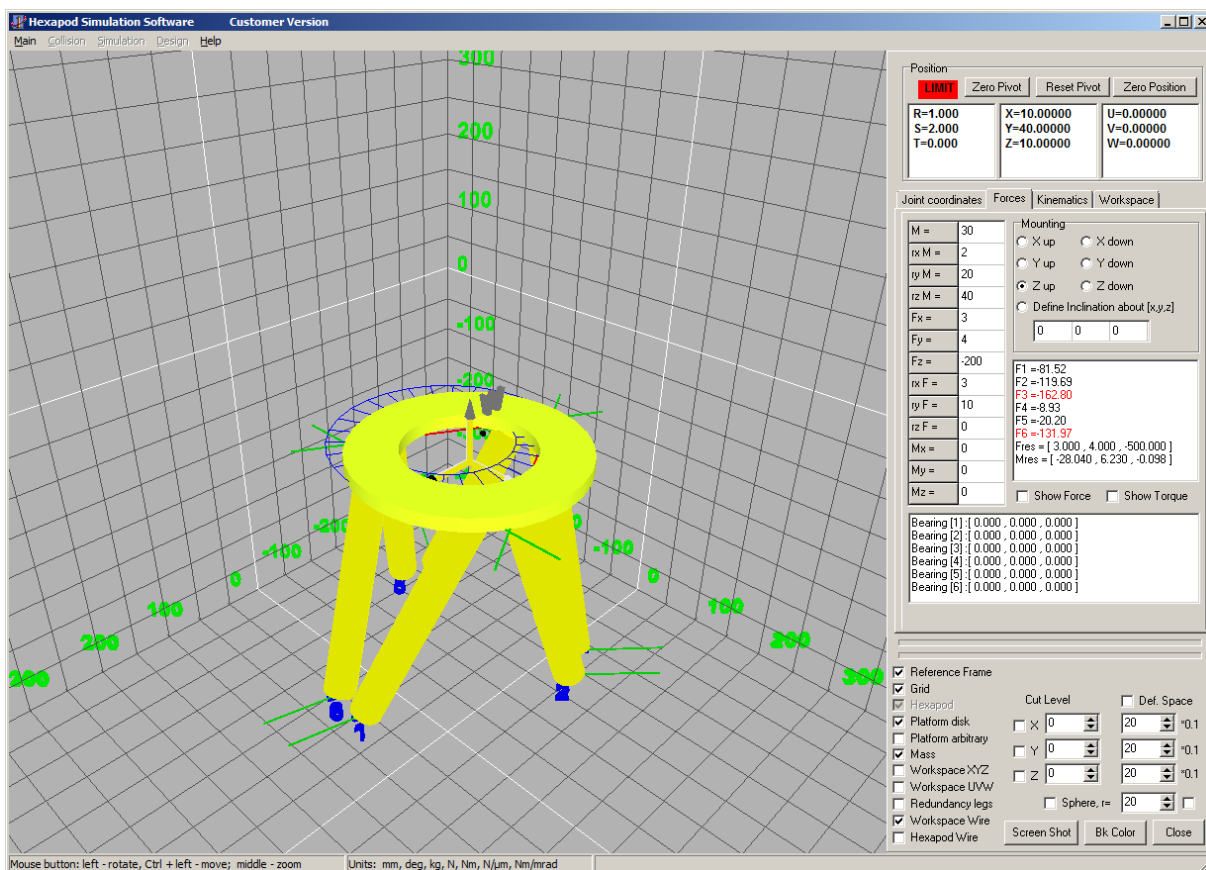 Hexapod Simulation Software Customer Version
Main Collision Simulation Design Help
300
200
100
0
-100
-200
-200
-100
0
100
200
200
-100
0
100
200
300
6
1
2
Position
LIMIT Zero Pivot Reset Pivot Zero Position
R=1.000 X=10.00000 U=0.00000
S=2.000 Y=40.00000 V=0.00000
T=0.000 Z=10.00000 W=0.00000
Joint coordinates Forces Kinematics Workspace
M = 30
rx M = 2
ry M = 20
rz M = 40
Fx = 3
Fy = 4
Fz = -200
rx F = 3
ry F = 10
rz F = 0
Mx = 0
My = 0
Mz = 0
Mounting
X up X down
Y up Y down
Z up Z down
Define Inclination about [x,y,z]
0 0 0
F1 =-81.52
F2 =-119.69
F3 =-162.80
F4 =-8.93
F5 =-20.20
F6 =-131.97
Fres = [ 3.000 , 4.000 , -500.000 ]
Mres = [ -28.040 , 6.230 , -0.098 ]
Show Force Show Torque
Bearing [1] :[ 0.000 , 0.000 , 0.000 ]
Bearing [2] :[ 0.000 , 0.000 , 0.000 ]
Bearing [3] :[ 0.000 , 0.000 , 0.000 ]
Bearing [4] :[ 0.000 , 0.000 , 0.000 ]
Bearing [5] :[ 0.000 , 0.000 , 0.000 ]
Bearing [6] :[ 0.000 , 0.000 , 0.000 ]
Reference Frame
Grid
Hexapod
Platform disk
Platform arbitrary
Mass
Workspace XYZ
Workspace UVW
Redundancy legs
Workspace Wire
Hexapod Wire
Cut Level Def. Space
X 0 20 *0.1
Y 0 20 *0.1
Z 0 20 *0.1
Sphere, r= 20
Screen Shot Bk Color Close
Mouse button: left - rotate, Ctrl + left - move; middle - zoom
Units: mm, deg, kg, N, Nm, N/µm, Nm/mrad